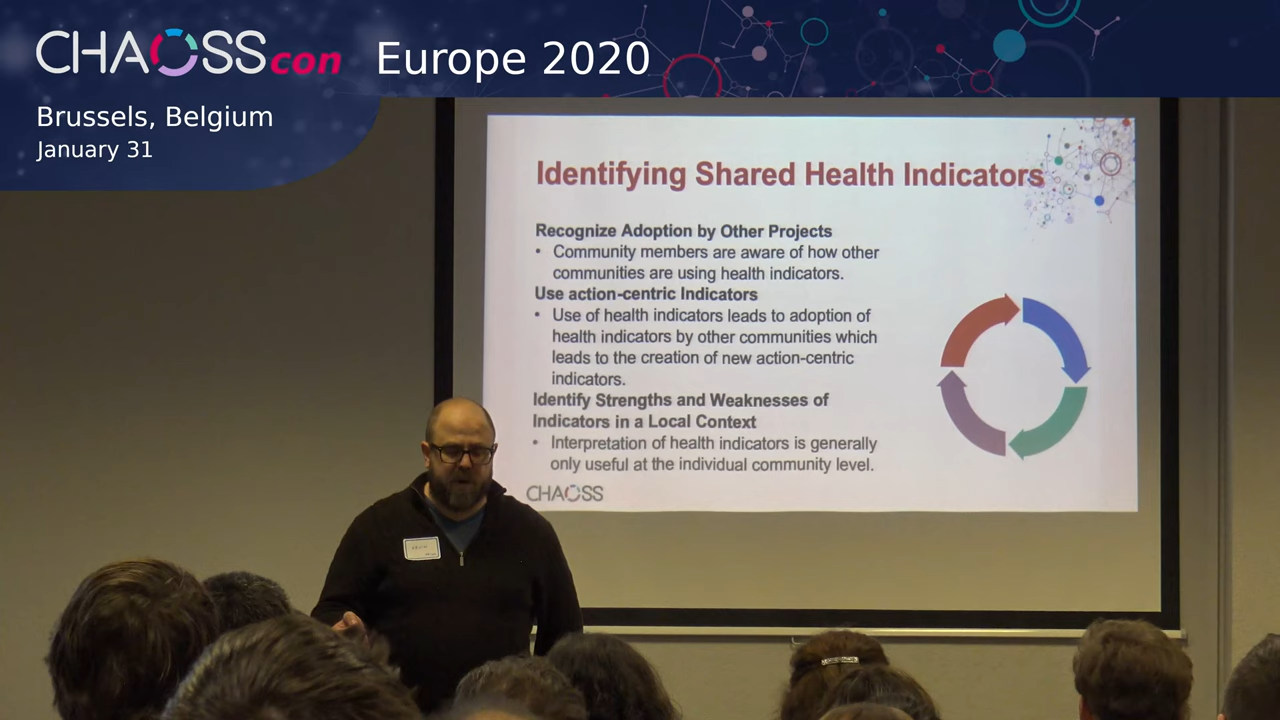 CHAOSScon Europe 2020
Brussels, Belgium
January 31
Identifying Shared Health Indicators
Recognize Adoption by Other Projects
• Community members are aware of how other
communities are using health indicators.
Use action-centric Indicators
• Use of health indicators leads to adoption of
health indicators by other communities which
leads to the creation of new action-centric
indicators.
Identify Strengths and Weaknesses of
Indicators in a Local Context
• Interpretation of health indicators is generally
only useful at the individual community level.
CHAOSS